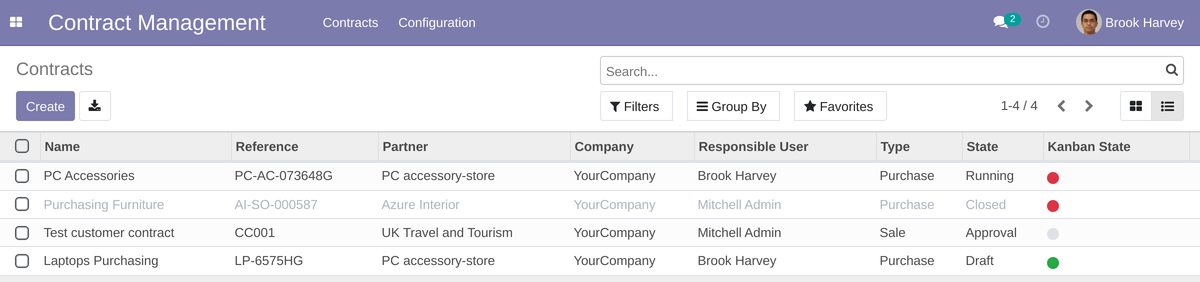 Contract Management Contracts Configuration 2 Brook Harvey
Contracts Search...
Create Filters Group By Favorites 1-4 / 4
Name Reference Partner Company Responsible User Type State Kanban State
PC Accessories PC-AC-073648G PC accessory-store YourCompany Brook Harvey Purchase Running
Purchasing Furniture AI-SO-000587 Azure Interior YourCompany Mitchell Admin Purchase Closed
Test customer contract CC001 UK Travel and Tourism YourCompany Mitchell Admin Sale Approval
Laptops Purchasing LP-6575HG PC accessory-store YourCompany Brook Harvey Purchase Draft